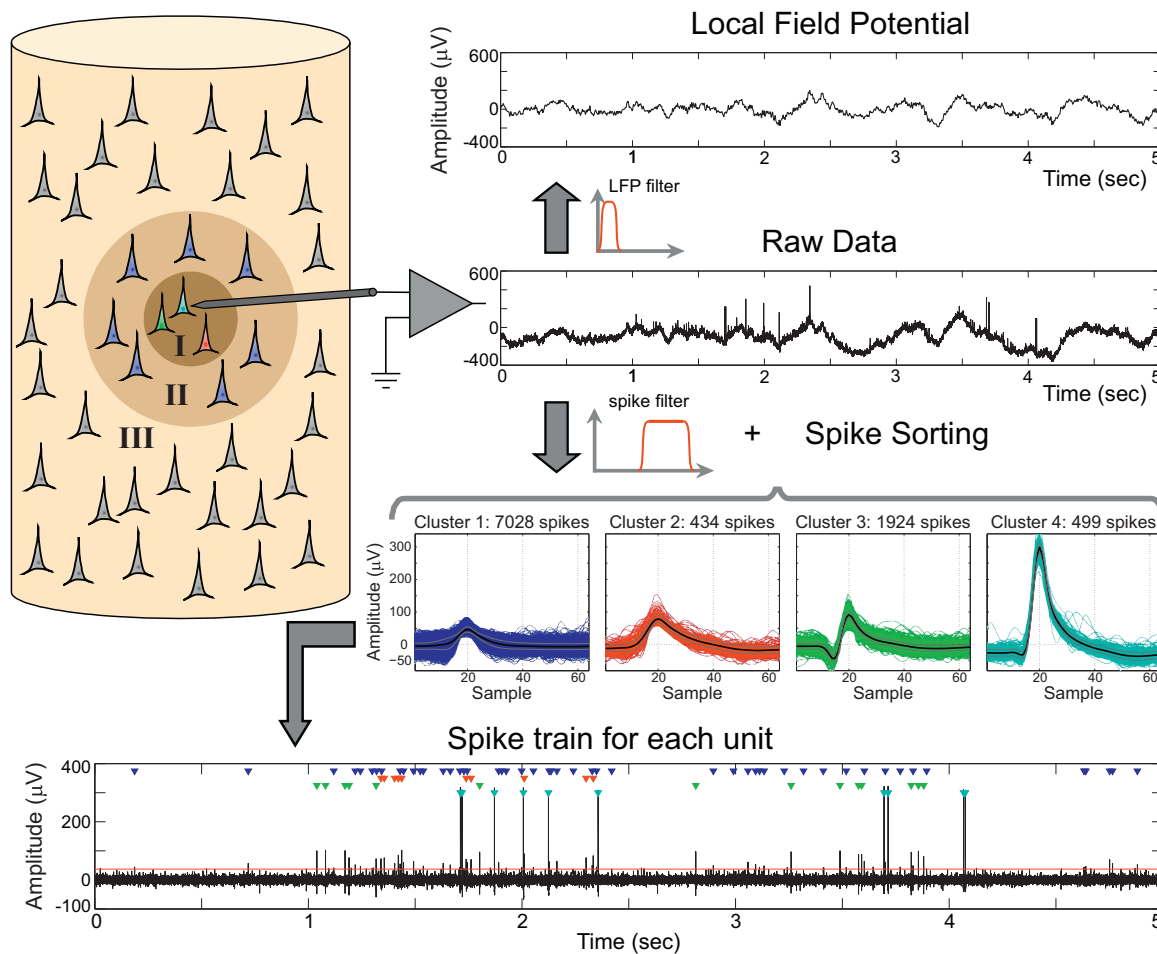 Local Field Potential
Amplitude (µV)
600
0
-400
0 1 2 3 4 5
Time (sec)
LFP filter
Raw Data
600
0
-400
0 1 2 3 4 5
Time (sec)
I
II
III
spike filter
+ Spike Sorting
Cluster 1: 7028 spikes
Cluster 2: 434 spikes
Cluster 3: 1924 spikes
Cluster 4: 499 spikes
Amplitude (µV)
300
200
100
0
−50
20 40 60
20 40 60
20 40 60
20 40 60
Sample
Sample
Sample
Sample
Spike train for each unit
Amplitude (µV)
400
200
0
-100
0 1 2 3 4 5
Time (sec)